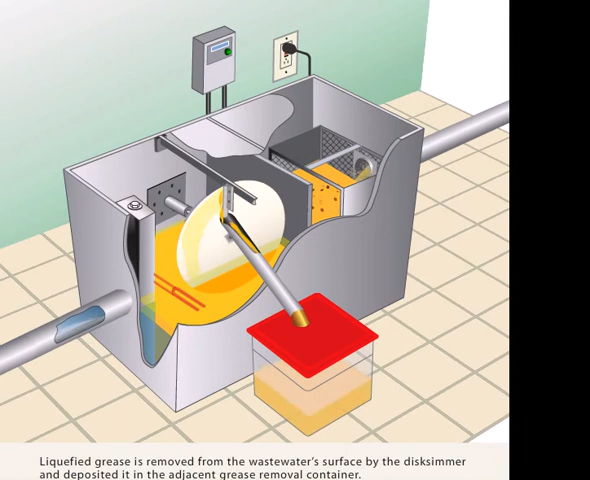 Liquefied grease is removed from the wastewater's surface by the disksimmer
and deposited it in the adjacent grease removal container.